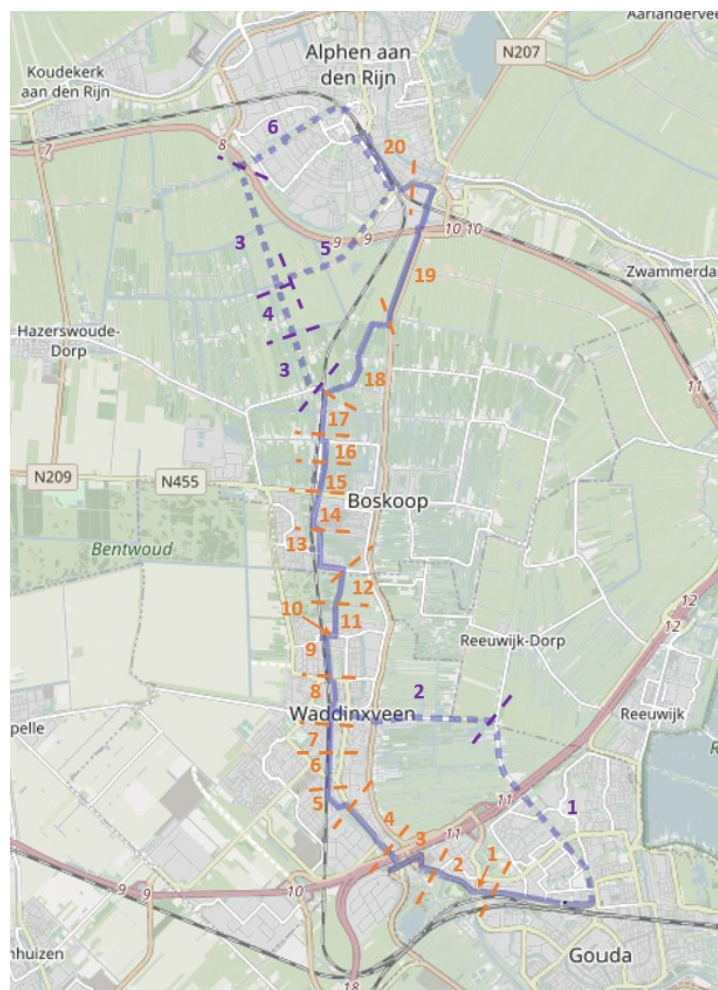 Aarlandervee
Alphen aan
den Rijn
N207
Koudekerk
aan den Rijn
6
8
7
20
3
5
9
9
10
10
19
Zwammerda
4
Hazerswoude-
Dorp
3
18
11
17
16
N209
N455
15
Boskoop
14
13
Bentwoud
12
12
10
11
12
9
Reeuwijk-Dorp
8
2
Waddinxveen
Reeuwijk
pelle
7
R
6
5
11
1
4
11
3
1
2
9
9
10
nhuizen
Gouda
18